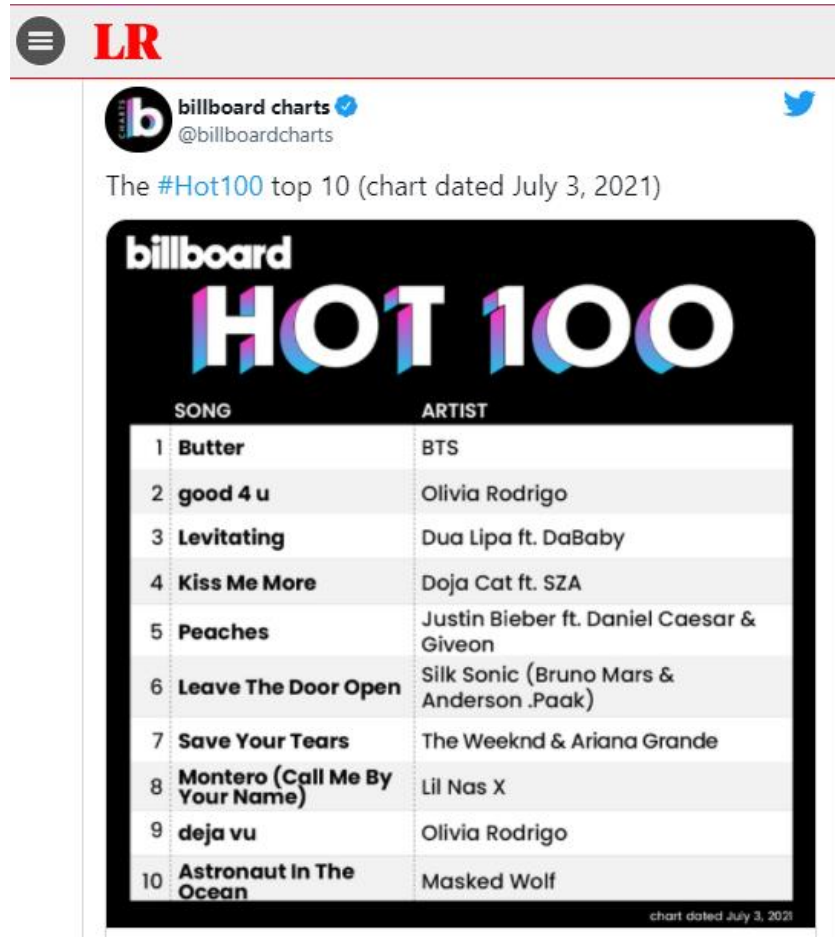 LR
billboard charts
@billboardcharts
The #Hot100 top 10 (chart dated July 3, 2021)
CHARTS b
billboard
HOT 100
SONG ARTIST
1 Butter BTS
2 good 4 u Olivia Rodrigo
3 Levitating Dua Lipa ft. DaBaby
4 Kiss Me More Doja Cat ft. SZA
5 Peaches Justin Bieber ft. Daniel Caesar &
Giveon
6 Leave The Door Open Silk Sonic (Bruno Mars &
Anderson .Paak)
7 Save Your Tears The Weeknd & Ariana Grande
8 Montero (Call Me By
Your Name) Lil Nas X
9 deja vu Olivia Rodrigo
10 Astronaut In The
Ocean Masked Wolf
chart dated July 3, 2021